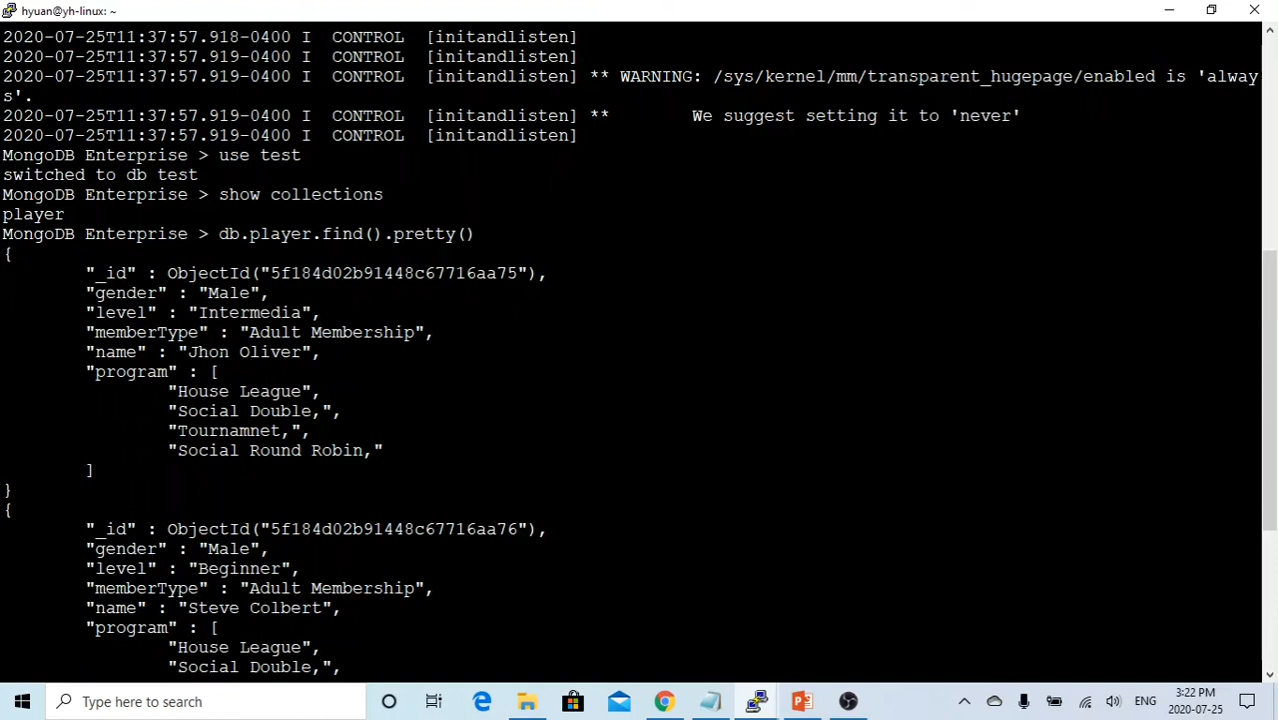 hyuan@yh-linux: ~
2020-07-25T11:37:57.918-0400 I  CONTROL  [initandlisten]
2020-07-25T11:37:57.919-0400 I  CONTROL  [initandlisten]
2020-07-25T11:37:57.919-0400 I  CONTROL  [initandlisten] ** WARNING: /sys/kernel/mm/transparent_hugepage/enabled is 'alway
s'.
2020-07-25T11:37:57.919-0400 I  CONTROL  [initandlisten] **        We suggest setting it to 'never'
2020-07-25T11:37:57.919-0400 I  CONTROL  [initandlisten]
MongoDB Enterprise > use test
switched to db test
MongoDB Enterprise > show collections
player
MongoDB Enterprise > db.player.find().pretty()
{
        "_id" : ObjectId("5f184d02b91448c67716aa75"),
        "gender" : "Male",
        "level" : "Intermedia",
        "memberType" : "Adult Membership",
        "name" : "Jhon Oliver",
        "program" : [
                "House League",
                "Social Double,",
                "Tournamnet,",
                "Social Round Robin,"
        ]
}
{
        "_id" : ObjectId("5f184d02b91448c67716aa76"),
        "gender" : "Male",
        "level" : "Beginner",
        "memberType" : "Adult Membership",
        "name" : "Steve Colbert",
        "program" : [
                "House League",
                "Social Double,",
Type here to search
ENG
3:22 PM
2020-07-25